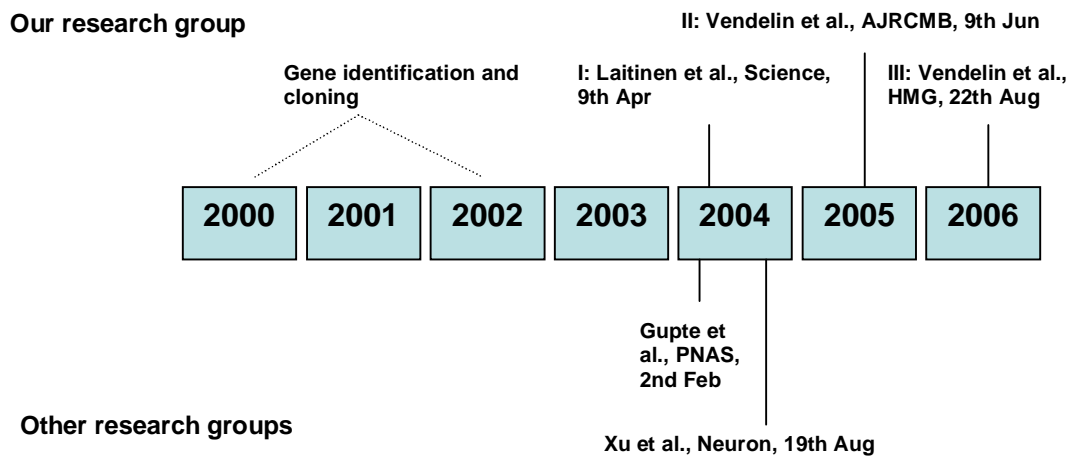 Our research group
II: Vendelin et al., AJRCMB, 9th Jun
Gene identification and
cloning
I: Laitinen et al., Science,
9th Apr
III: Vendelin et al.,
HMG, 22th Aug
2000
2001
2002
2003
2004
2005
2006
Gupte et
al., PNAS,
2nd Feb
Other research groups
Xu et al., Neuron, 19th Aug